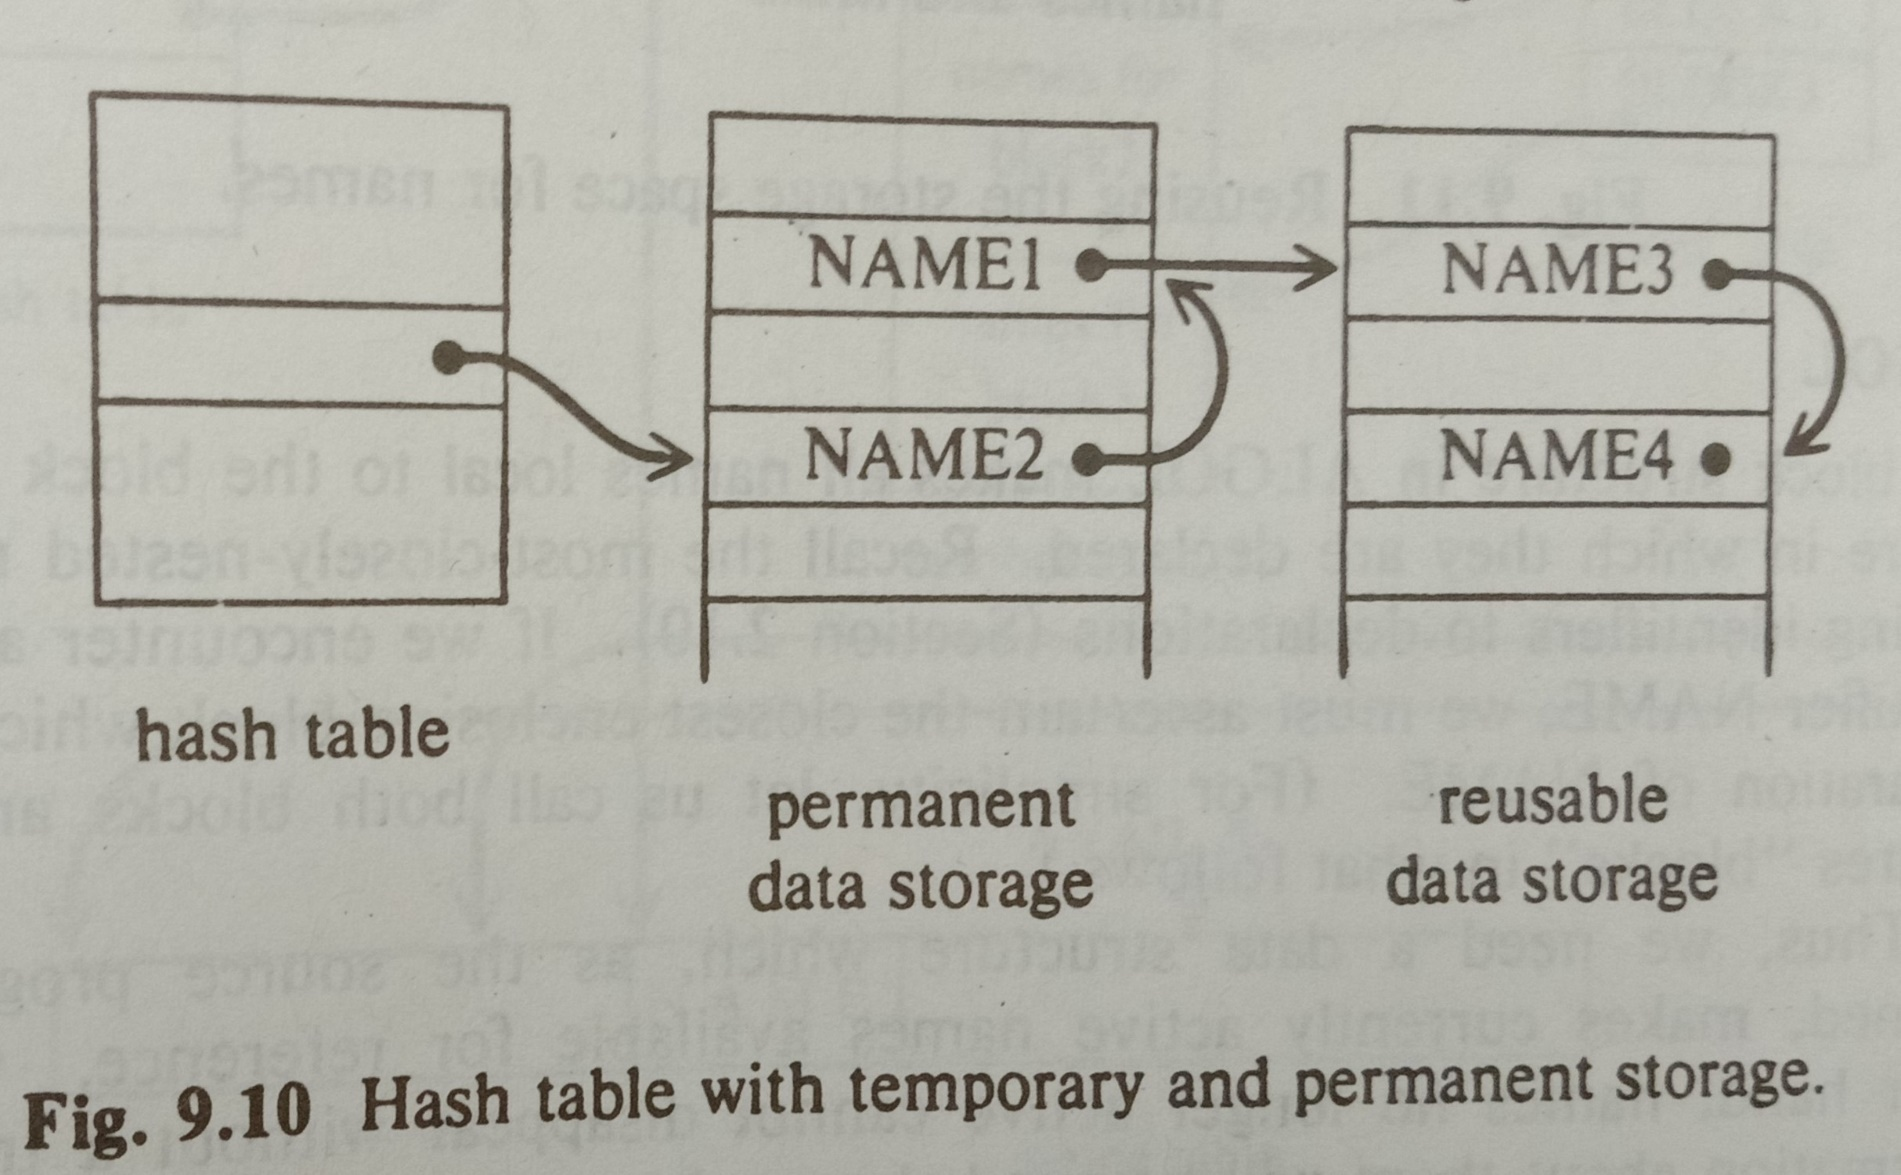 NAME1
NAME2
NAME3
NAME4
hash table
permanent
data storage
reusable
data storage
Fig. 9.10 Hash table with temporary and permanent storage.